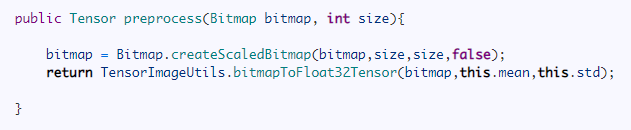 public Tensor preprocess(Bitmap bitmap, int size){
bitmap = Bitmap.createScaledBitmap(bitmap,size,size,false);
return TensorImageUtils.bitmapToFloat32Tensor(bitmap,this.mean,this.std);
}